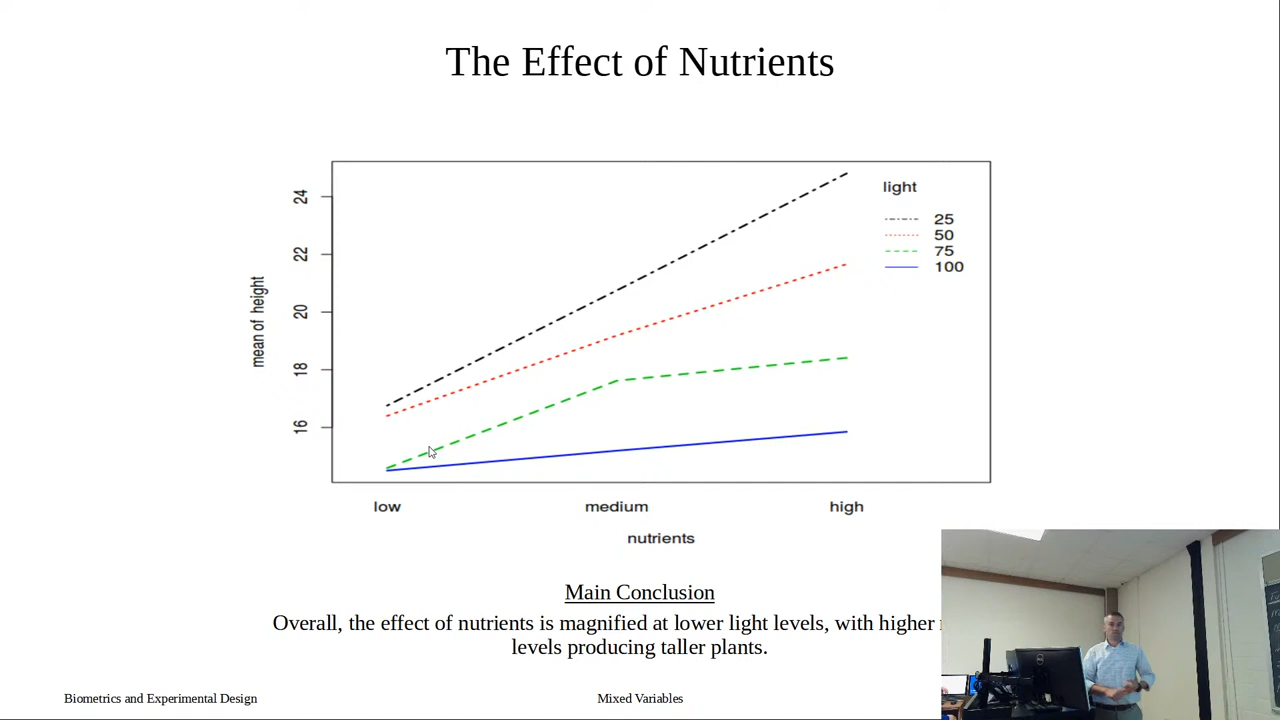 The Effect of Nutrients
light
25
50
75
100
24
22
20
18
16
mean of height
low medium high
nutrients
Main Conclusion
Overall, the effect of nutrients is magnified at lower light levels, with higher
levels producing taller plants.
Biometrics and Experimental Design Mixed Variables